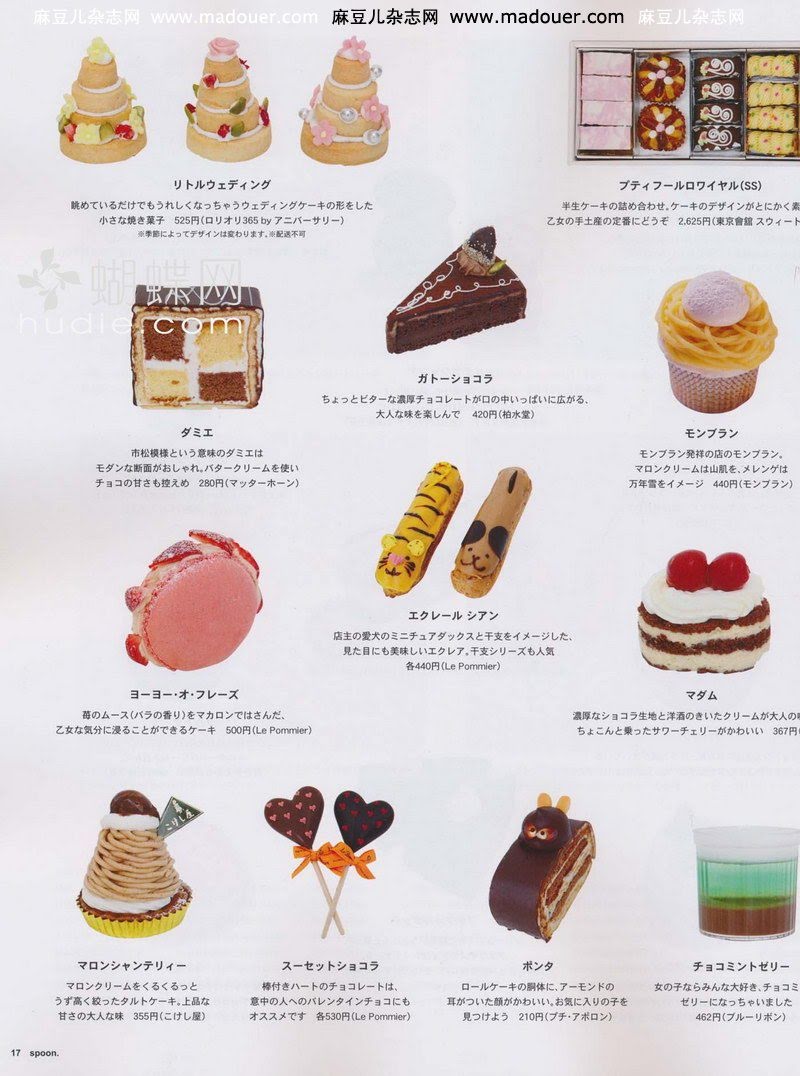 麻豆儿杂志网 www.madouer.com 麻豆儿杂志网 www.madouer.com 麻豆儿杂志网
リトルウェディング
眺めているだけでもうれしくなっちゃうウェディングケーキの形をした
小さな焼き菓子 525円(ロリオリ365 by アニバーサリー)
※季節によってデザインは変わります。※配送不可
プティフールロワイヤル(SS)
半生ケーキの詰め合わせ。ケーキのデザインがとにかく素
乙女の手土産の定番にどうぞ 2,625円(東京會舘 スウィート
蝴蝶网
hudie.com
ガトーショコラ
ちょっとビターな濃厚チョコレートが口の中いっぱいに広がる、
大人な味を楽しんで 420円(柏水堂)
ダミエ
市松模様という意味のダミエは
モダンな断面がおしゃれ。バタークリームを使い
チョコの甘さも控えめ 280円(マッターホーン)
モンブラン
モンブラン発祥の店のモンブラン。
マロンクリームは山肌を、メレンゲは
万年雪をイメージ 440円(モンブラン)
エクレール シアン
店主の愛犬のミニチュアダックスと干支をイメージした、
見た目にも美味しいエクレア。干支シリーズも人気
各440円(Le Pommier)
ヨーヨー・オ・フレーズ
苺のムース(バラの香り)をマカロンではさんだ、
乙女な気分に浸ることができるケーキ 500円(Le Pommier)
マダム
濃厚なショコラ生地と洋酒のきいたクリームが大人の味
ちょこんと乗ったサワーチェリーがかわいい 367円(
こけし屋
マロンシャンテリィー
マロンクリームをくるくるっと
うず高く絞ったタルトケーキ。上品な
甘さの大人な味 355円(こけし屋)
スーセットショコラ
棒付きハートのチョコレートは、
意中の人へのバレンタインチョコにも
オススメです 各530円(Le Pommier)
ポンタ
ロールケーキの胴体に、アーモンドの
耳がついた顔がかわいい。お気に入りの子を
見つけよう 210円(プチ・アポロン)
チョコミントゼリー
女の子ならみんな大好き、チョコミ
ゼリーになっちゃいました
462円(ブルーリボン)
17 spoon.